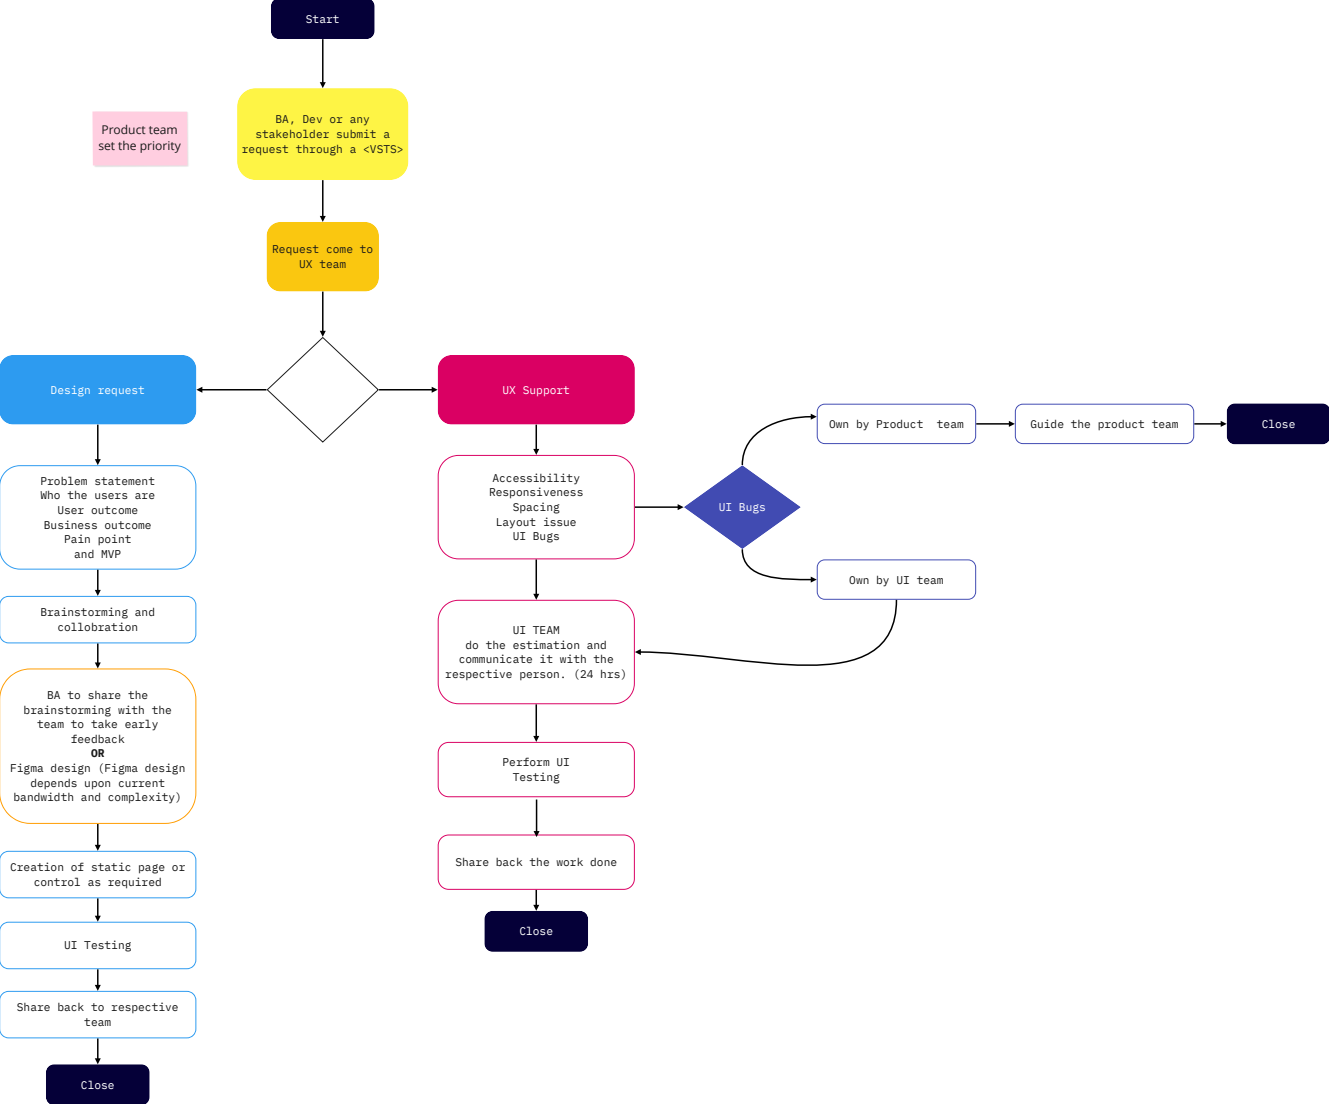 Start
BA, Dev or any
stakeholder submit a
request through a <VSTS>
Product team
set the priority
Request come to
UX team
Design request
UX Support
Problem statement
Who the users are
User outcome
Business outcome
Pain point
and MVP
Brainstorming and
collobration
BA to share the
brainstorming with the
team to take early
feedback
OR
Figma design (Figma design
depends upon current
bandwidth and complexity)
Creation of static page or
control as required
UI Testing
Share back to respective
team
Close
Accessibility
Responsiveness
Spacing
Layout issue
UI Bugs
UI TEAM
do the estimation and
communicate it with the
respective person. (24 hrs)
Perform UI
Testing
Share back the work done
Close
UI Bugs
Own by Product  team
Guide the product team
Close
Own by UI team